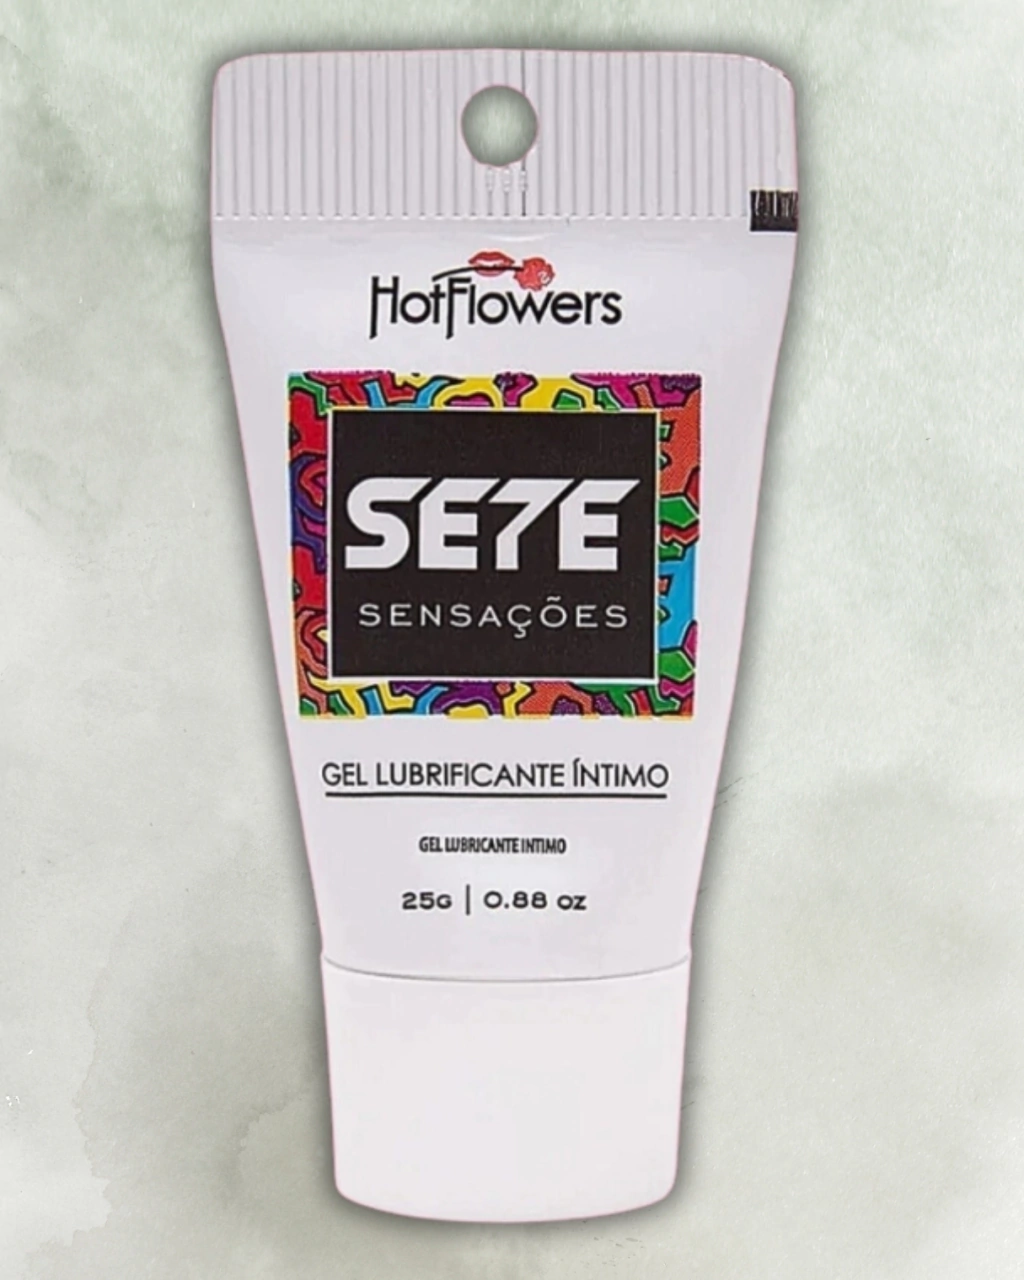 HotFlowers
SE7E
SENSAÇÕES
GEL LUBRIFICANTE ÍNTIMO
GEL LUBRICANTE INTIMO
25G | 0.88 OZ